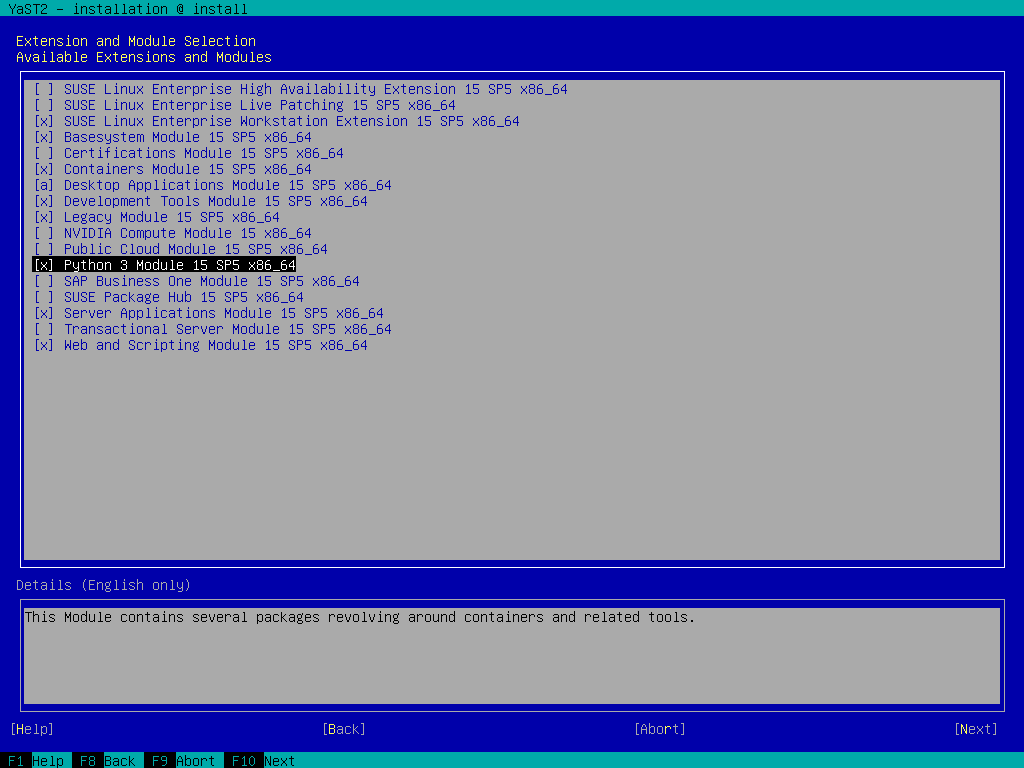 YaST2 - installation @ install
Extension and Module Selection
Available Extensions and Modules
[ ] SUSE Linux Enterprise High Availability Extension 15 SP5 x86_64
[ ] SUSE Linux Enterprise Live Patching 15 SP5 x86_64
[x] SUSE Linux Enterprise Workstation Extension 15 SP5 x86_64
[x] Basesystem Module 15 SP5 x86_64
[ ] Certifications Module 15 SP5 x86_64
[x] Containers Module 15 SP5 x86_64
[a] Desktop Applications Module 15 SP5 x86_64
[x] Development Tools Module 15 SP5 x86_64
[x] Legacy Module 15 SP5 x86_64
[ ] NVIDIA Compute Module 15 SP5 x86_64
[ ] Public Cloud Module 15 SP5 x86_64
[x] Python 3 Module 15 SP5 x86_64
[ ] SAP Business One Module 15 SP5 x86_64
[ ] SUSE Package Hub 15 SP5 x86_64
[x] Server Applications Module 15 SP5 x86_64
[ ] Transactional Server Module 15 SP5 x86_64
[x] Web and Scripting Module 15 SP5 x86_64
Details (English only)
This Module contains several packages revolving around containers and related tools.
[Help] [Back] [Abort] [Next]
F1 Help F8 Back F9 Abort F10 Next